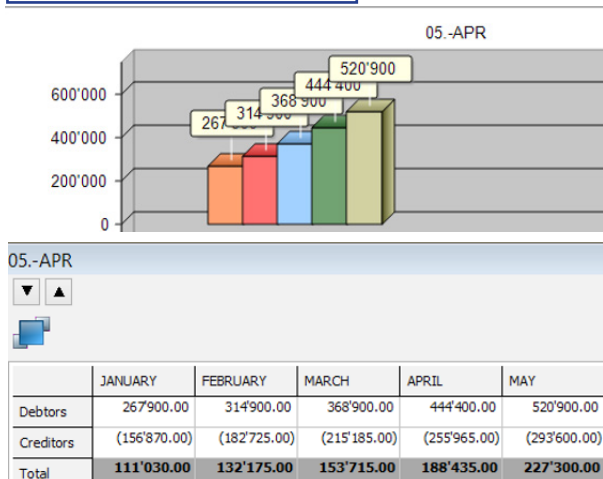 05.-APR
520'900
444'400
368'900
314'900
267
600'000
400'000
200'000
0
05.-APR
JANUARY FEBRUARY MARCH APRIL MAY
Debtors 267'900.00 314'900.00 368'900.00 444'400.00 520'900.00
Creditors (156'870.00) (182'725.00) (215'185.00) (255'965.00) (293'600.00)
Total 111'030.00 132'175.00 153'715.00 188'435.00 227'300.00